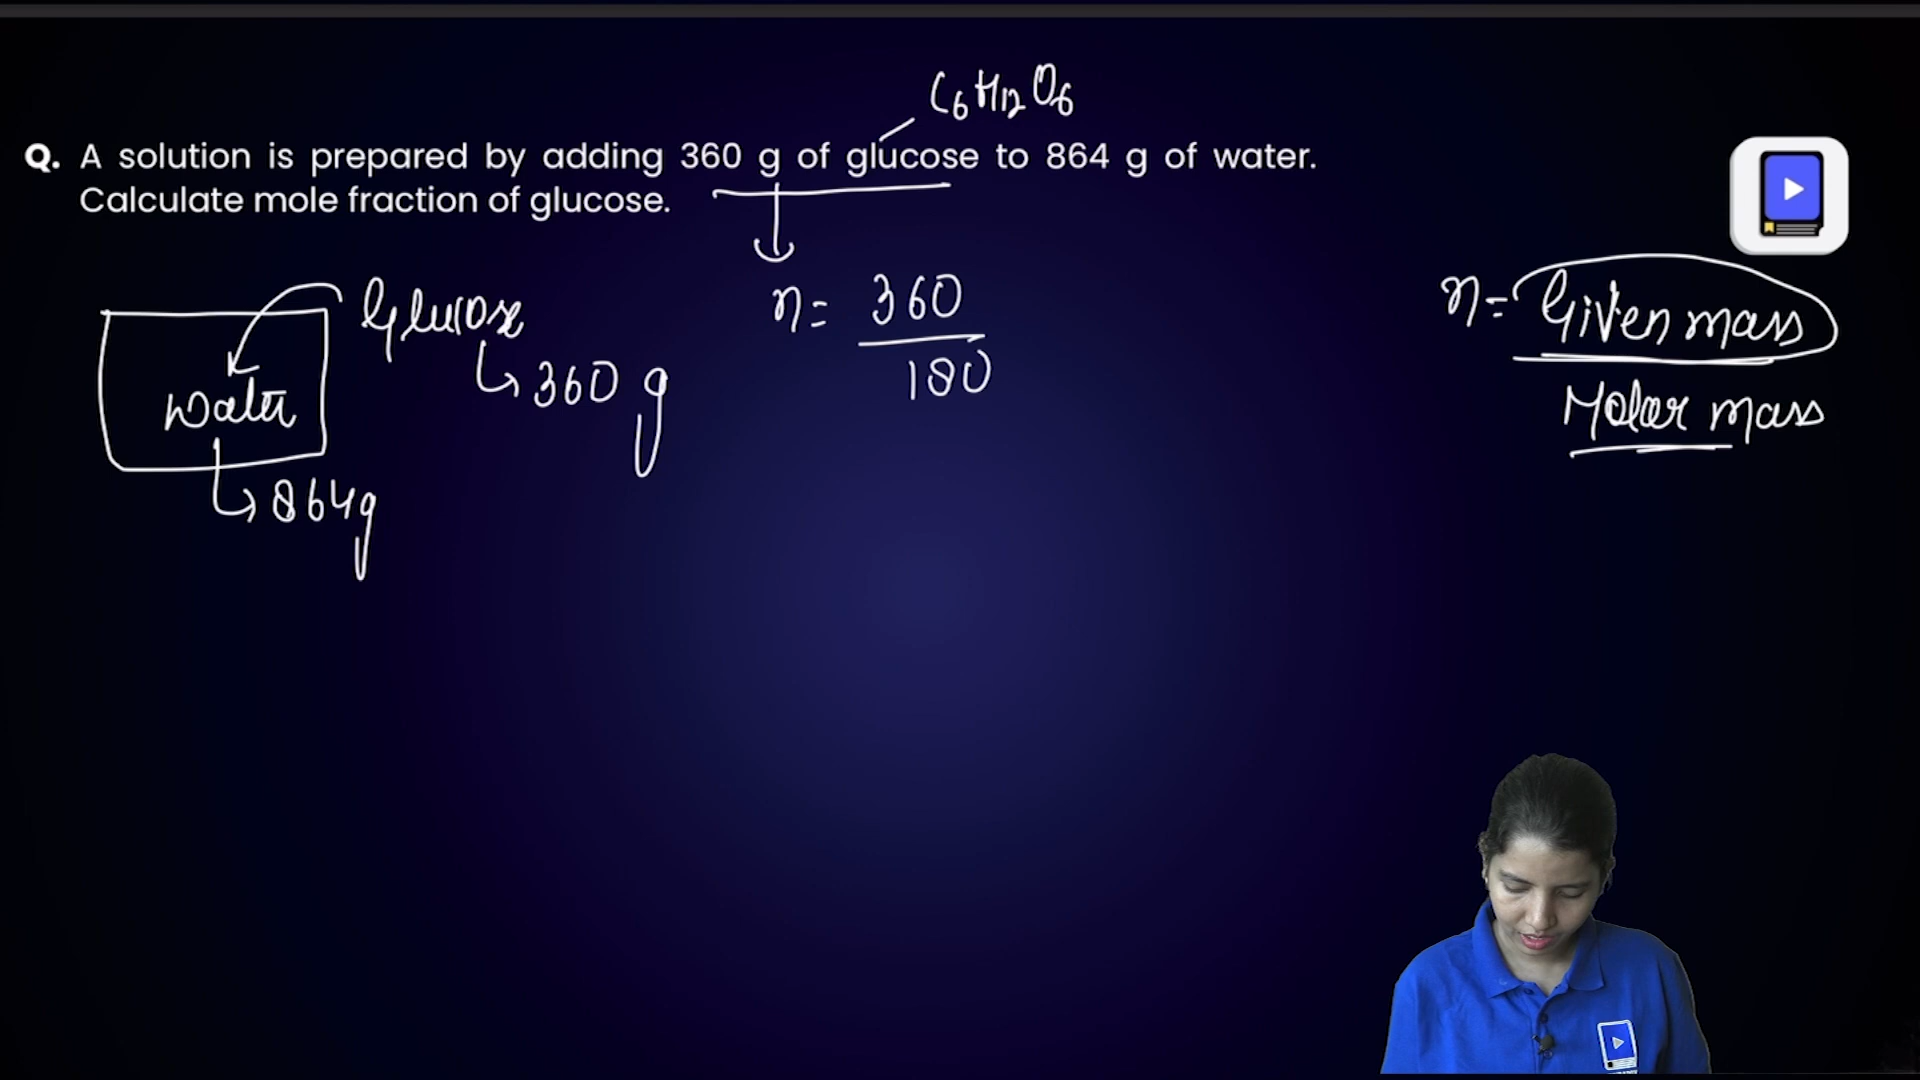 C6H12O6
Q. A solution is prepared by adding 360 g of glucose to 864 g of water.
Calculate mole fraction of glucose.
Glucose
360 g
Water
864g
n = 360
180
n = Given mass
Molar mass